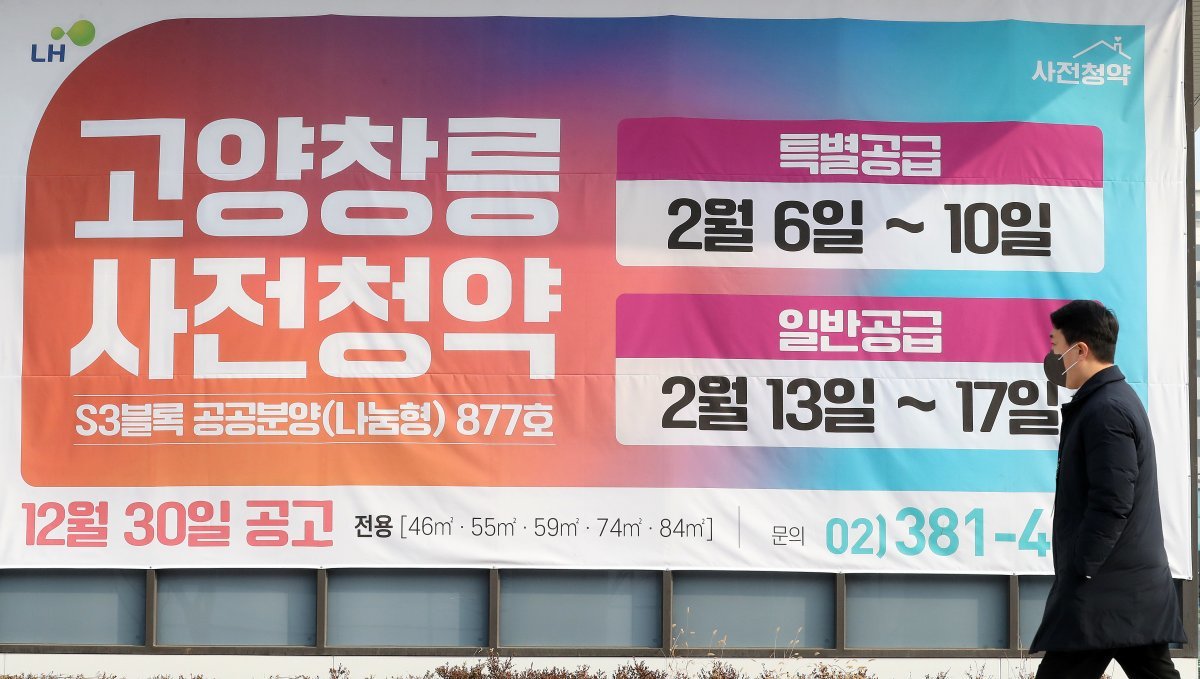 LH
사전청약
고양창릉
사전청약
S3블록 공공분양(나눔형) 877호
특별공급
2월 6일 ~ 10일
일반공급
2월 13일 ~ 17일
12월 30일 공고
전용 [46㎡ · 55㎡ · 59㎡ · 74㎡ · 84㎡]
문의 02) 381-4